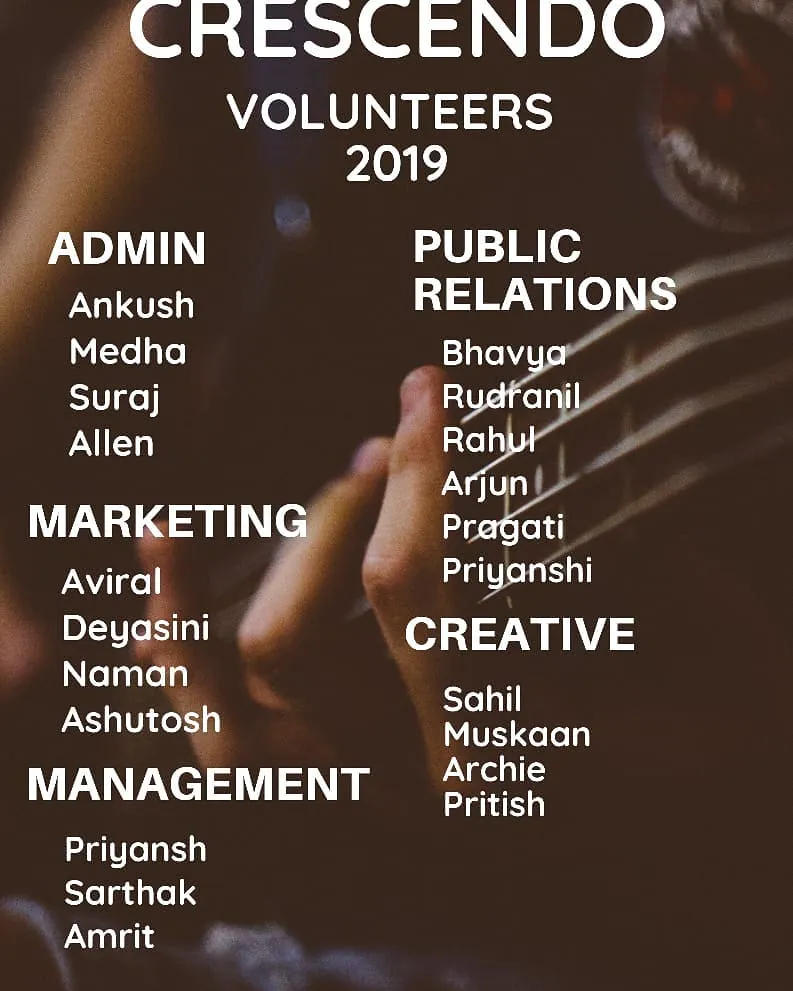 CRESCENDO
VOLUNTEERS
2019
ADMIN
Ankush
Medha
Suraj
Allen
MARKETING
Aviral
Deyasini
Naman
Ashutosh
MANAGEMENT
Priyansh
Sarthak
Amrit
PUBLIC
RELATIONS
Bhavya
Rudranil
Rahul
Arjun
Pragati
Priyanshi
CREATIVE
Sahil
Muskaan
Archie
Pritish